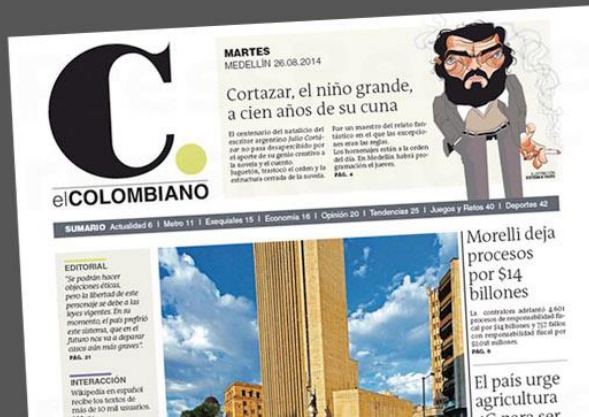 C.
elCOLOMBIANO
MARTES
MEDELLÍN 26.08.2014
Cortazar, el niño grande,
a cien años de su cuna
El centenario del natalicio del
escritor argentino Julio Cortá-
zar no pasa desapercibido por
el aporte de su genio creativo a
la novela y el cuento.
Juguetón, trastocó el orden y la
estructura cerrada de la novela.
Fue un maestro del relato fan-
tástico en el que las excepcio-
nes eran las reglas.
Los homenajes están a la orden
del día. En Medellín habrá pro-
gramación el jueves.
PÁG. 4
ILUSTRACIÓN
SUMARIO Actualidad 6 | Metro 11 | Exequiales 15 | Economía 16 | Opinión 20 | Tendencias 25 | Juegos y Retos 40 | Deportes 42
EDITORIAL
"Se podrán hacer
objeciones éticas,
pero la libertad de este
personaje se debe a las
leyes vigentes. En su
momento, el país prefirió
este sistema, que en el
futuro nos va a deparar
casos aún más graves".
PÁG. 21
INTERACCIÓN
Wikipedia en español
recibe los textos de
más de 10 mil usuarios.
Morelli deja
procesos
por $14
billones
La contralora adelantó 4.601
procesos de responsabilidad fis-
cal por $14 billones y 757 fallos
con responsabilidad fiscal por
millones.
PÁG. 6
El país urge
agricultura
para ser